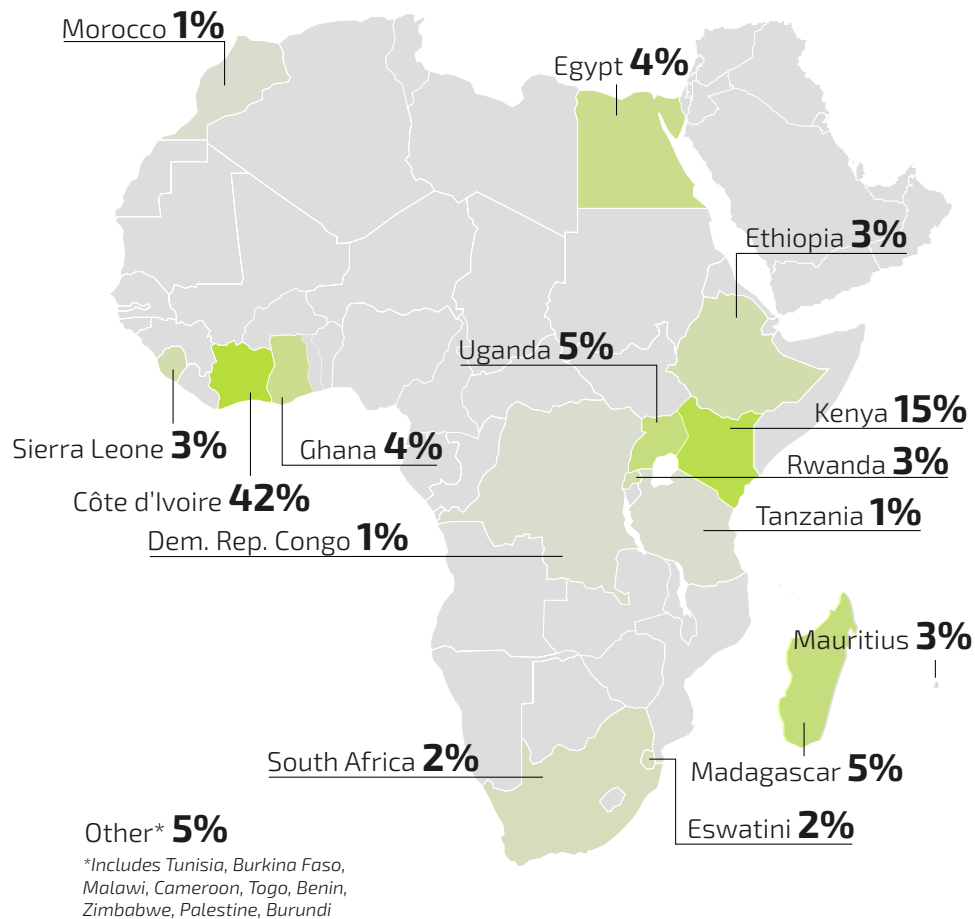 Morocco 1%
Egypt 4%
Ethiopia 3%
Uganda 5%
Kenya 15%
Sierra Leone 3%
Ghana 4%
Rwanda 3%
Côte d’Ivoire 42%
Tanzania 1%
Dem. Rep. Congo 1%
Mauritius 3%
South Africa 2%
Madagascar 5%
Eswatini 2%
Other* 5%
*Includes Tunisia, Burkina Faso,
Malawi, Cameroon, Togo, Benin,
Zimbabwe, Palestine, Burundi